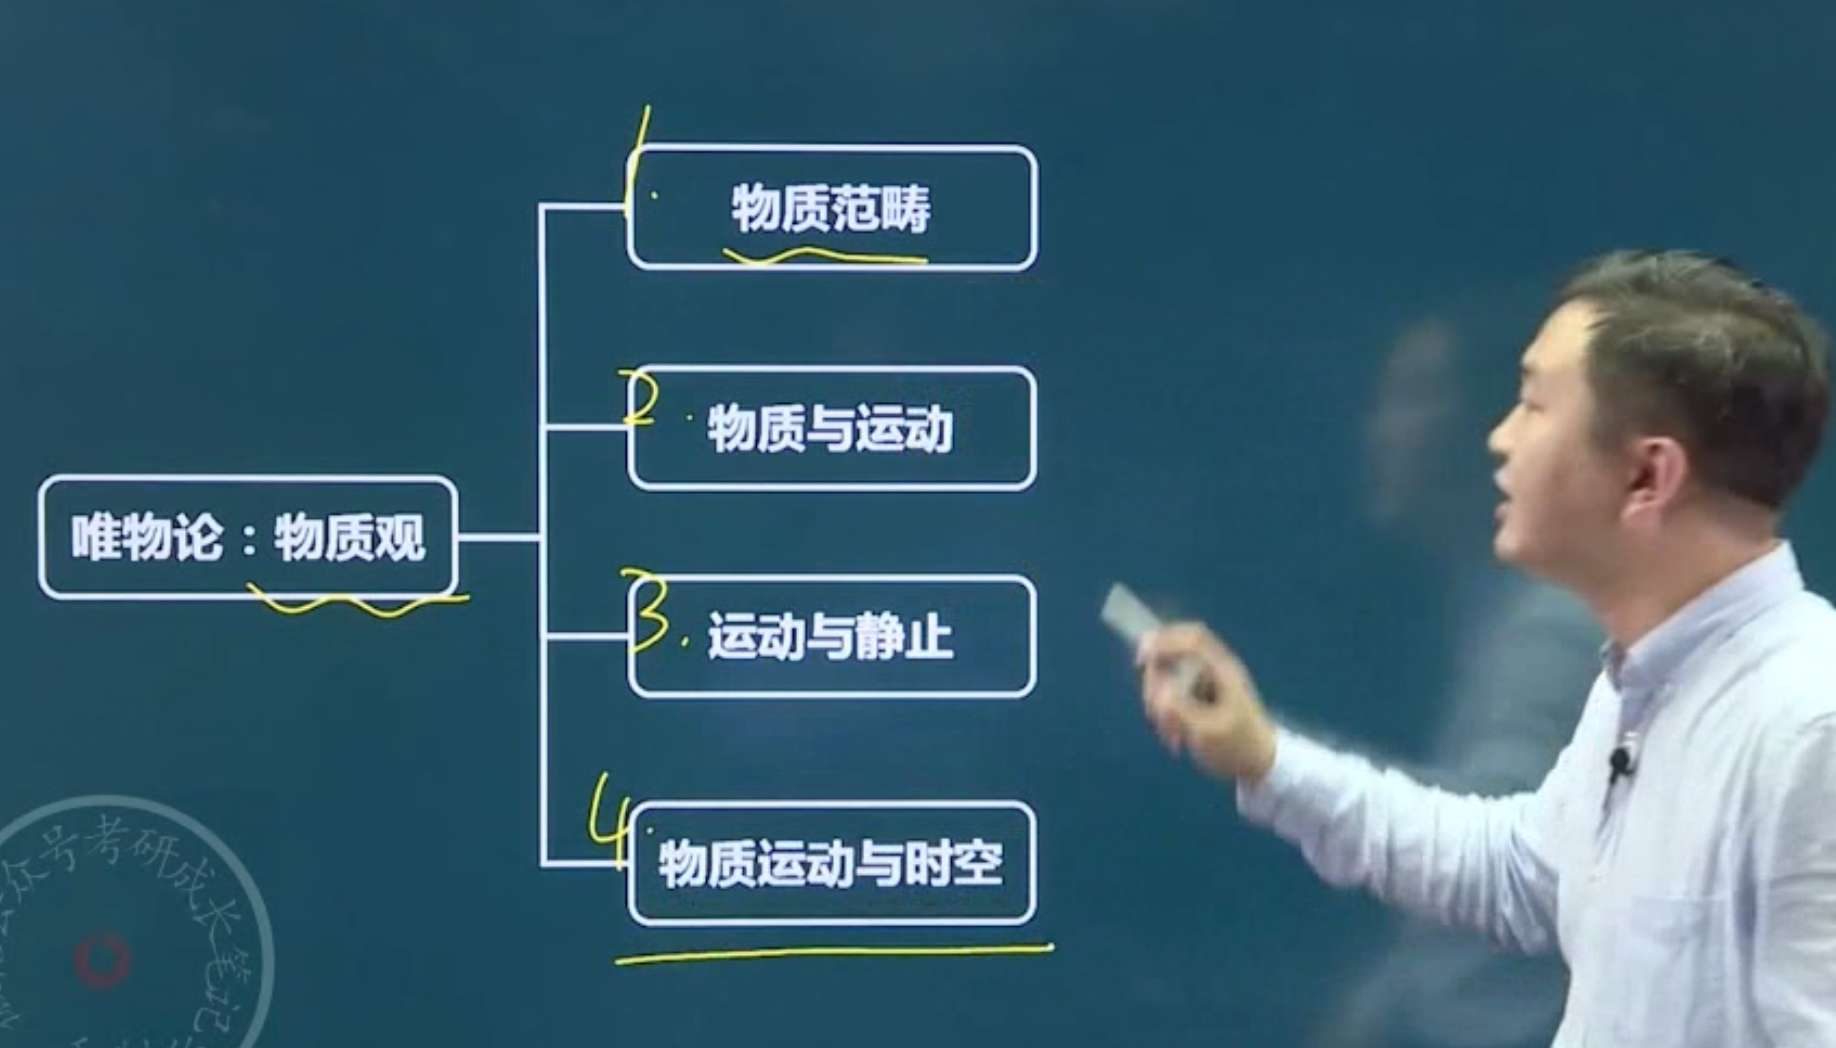 唯物论：物质观
1.
物质范畴
2.
物质与运动
3.
运动与静止
4.
物质运动与时空
众号考研成长笔记